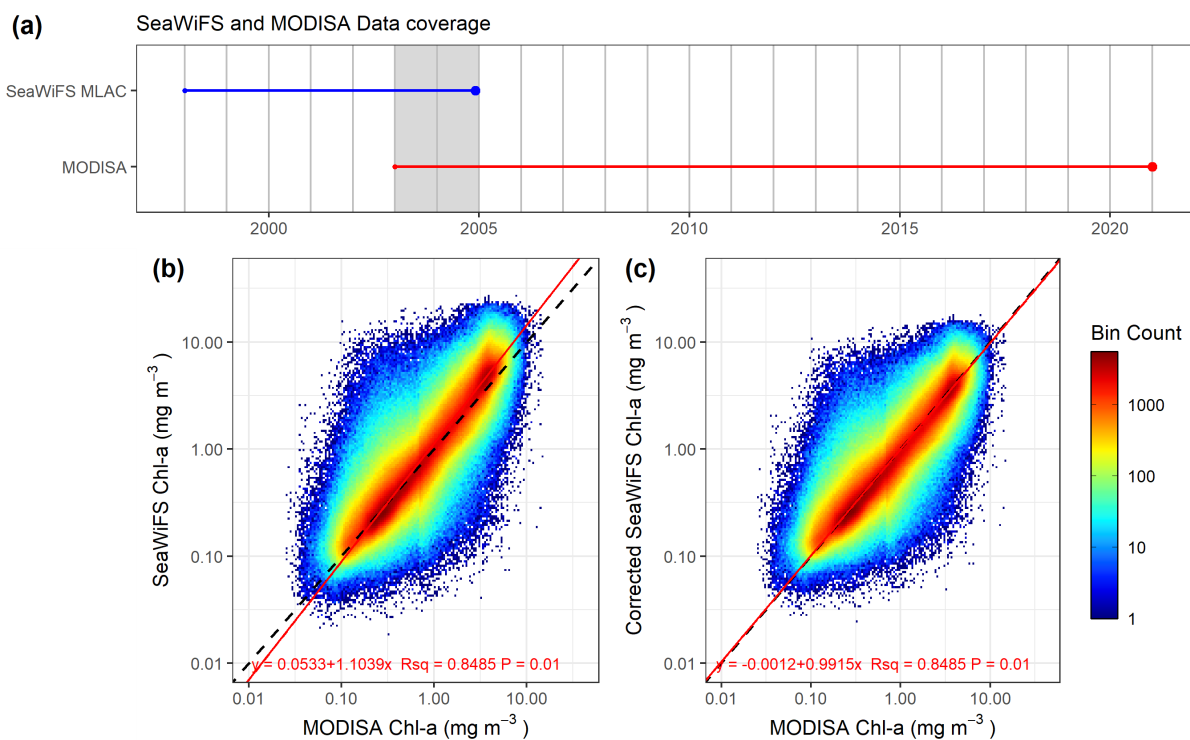 (a)
SeaWiFS and MODISA Data coverage
SeaWiFS MLAC
MODISA
2000 2005 2010 2015 2020
(b)
SeaWiFS Chl-a (mg m⁻³)
10.00
1.00
0.10
0.01
y = 0.0533+1.1039x Rsq = 0.8485 P = 0.01
0.01 0.10 1.00 10.00
MODISA Chl-a (mg m⁻³)
(c)
Corrected SeaWiFS Chl-a (mg m⁻³)
10.00
1.00
0.10
0.01
y = -0.0012+0.9915x Rsq = 0.8485 P = 0.01
0.01 0.10 1.00 10.00
MODISA Chl-a (mg m⁻³)
Bin Count
1000
100
10
1